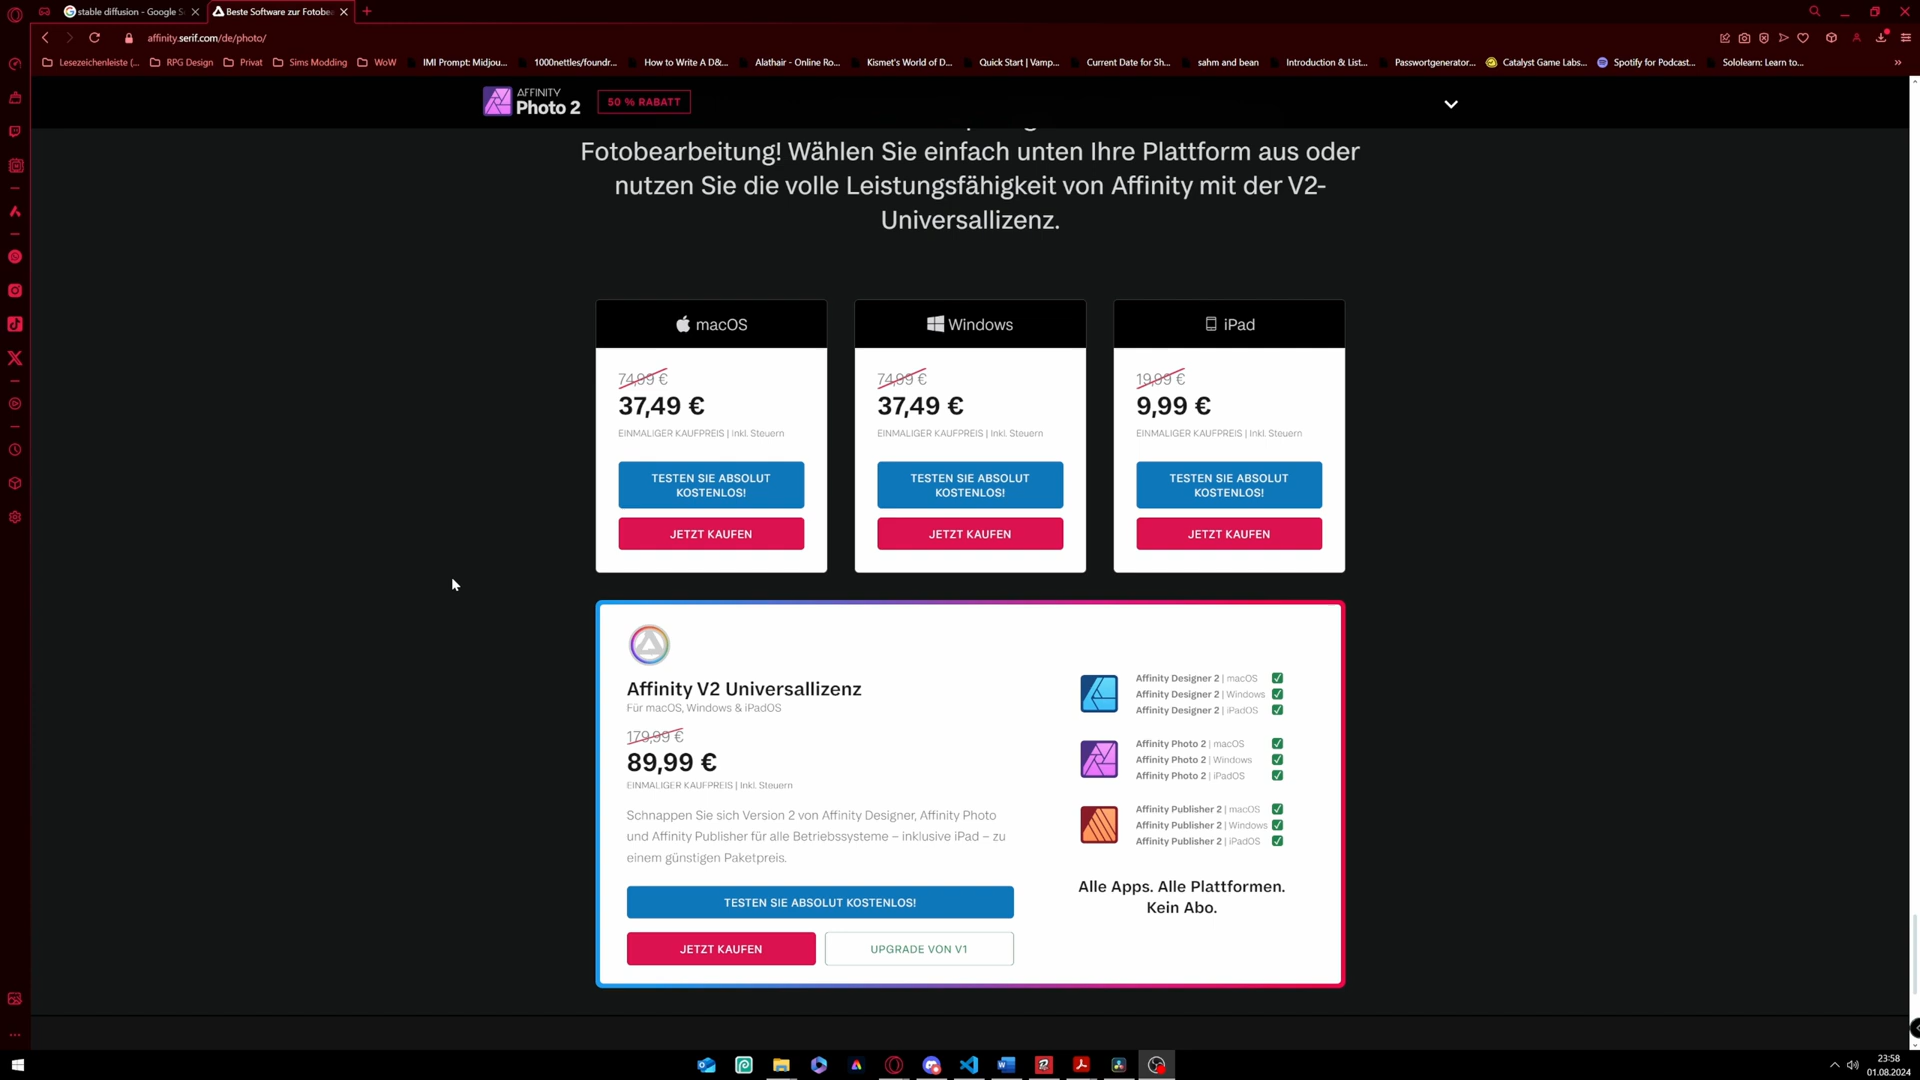 stable diffusion - Google S
Beste Software zur Fotobe
affinity.serif.com/de/photo/
Lesezeichenleiste (...
RPG Design
Privat
Sims Modding
WoW
IMI Prompt: Midjou...
1000nettles/foundr...
How to Write A D&...
Alathair - Online Ro...
Kismet's World of D...
Quick Start | Vamp...
Current Date for Sh...
sahm and bean
Introduction & List...
Passwortgenerator...
Catalyst Game Labs...
Spotify for Podcast...
Sololearn: Learn to...
AFFINITY
Photo 2
50 % RABATT
Fotobearbeitung! Wählen Sie einfach unten Ihre Plattform aus oder
nutzen Sie die volle Leistungsfähigkeit von Affinity mit der V2-
Universallizenz.
macOS
74,99 €
37,49 €
EINMALIGER KAUFPREIS | Inkl. Steuern
TESTEN SIE ABSOLUT
KOSTENLOS!
JETZT KAUFEN
Windows
74,99 €
37,49 €
EINMALIGER KAUFPREIS | Inkl. Steuern
TESTEN SIE ABSOLUT
KOSTENLOS!
JETZT KAUFEN
iPad
19,99 €
9,99 €
EINMALIGER KAUFPREIS | Inkl. Steuern
TESTEN SIE ABSOLUT
KOSTENLOS!
JETZT KAUFEN
Affinity V2 Universallizenz
Für macOS, Windows & iPadOS
179,99 €
89,99 €
EINMALIGER KAUFPREIS | Inkl. Steuern
Schnappen Sie sich Version 2 von Affinity Designer, Affinity Photo
und Affinity Publisher für alle Betriebssysteme – inklusive iPad – zu
einem günstigen Paketpreis.
TESTEN SIE ABSOLUT KOSTENLOS!
JETZT KAUFEN
UPGRADE VON V1
Affinity Designer 2 | macOS
Affinity Designer 2 | Windows
Affinity Designer 2 | iPadOS
Affinity Photo 2 | macOS
Affinity Photo 2 | Windows
Affinity Photo 2 | iPadOS
Affinity Publisher 2 | macOS
Affinity Publisher 2 | Windows
Affinity Publisher 2 | iPadOS
Alle Apps. Alle Plattformen.
Kein Abo.
23:58
01.08.2024